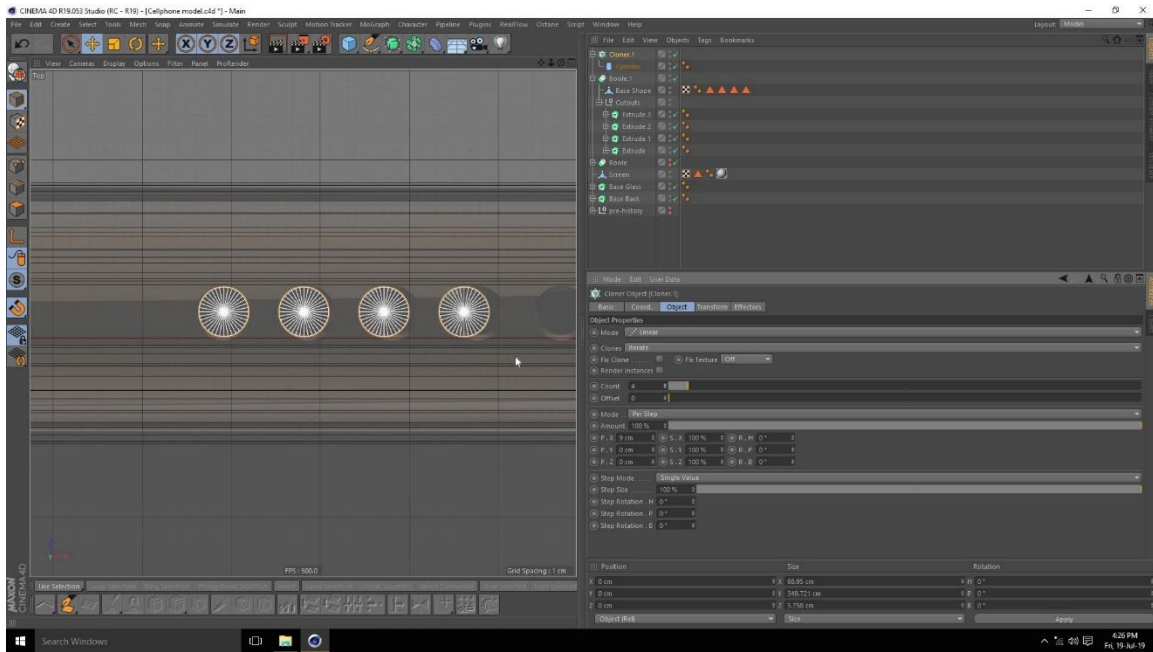 CINEMA 4D R19.053 Studio (RC - R19) - [Cellphone model.c4d *] - Main
File Edit Create Select Tools Mesh Snap Animate Simulate Render Sculpt Motion Tracker MoGraph Character Pipeline Plugins RealFlow Octane Script Window Help
Layout: Model
File Edit View Objects Tags Bookmarks
View Cameras Display Options Filter Panel ProRender
Top
Cloner.1
Cylinder
Boole.1
Base Shape
Cutouts
Extrude.3
Extrude.2
Extrude.1
Extrude
Boole
Screen
Base Glass
Base Back
pre-hvitory
Mode Edit User Data
Cloner Object [Cloner.1]
Basic Coord. Object Transform Effectors
Object Properties
Mode Linear
Clones Iterate
Fix Clone Fix Texture Off
Render Instances
Count 4
Offset 0
Mode Per Step
Amount 100 %
P . X 9 cm S . X 100 % R . H 0 °
P . Y 0 cm S . Y 100 % R . P 0 °
P . Z 0 cm S . Z 100 % R . B 0 °
Step Mode Single Value
Step Size 100 %
Step Rotation . H 0 °
Step Rotation . P 0 °
Step Rotation . B 0 °
FPS : 500.0
Grid Spacing : 1 cm
Position Size Rotation
X 0 cm X 60.95 cm H 0 °
Y 0 cm Y 349.721 cm P 0 °
Z 0 cm Z 5.758 cm B 0 °
Object (Rel) Size Apply
Live Selection
MAXON
CINEMA 4D
Search Windows
4:26 PM
Fri, 19-Jul-19